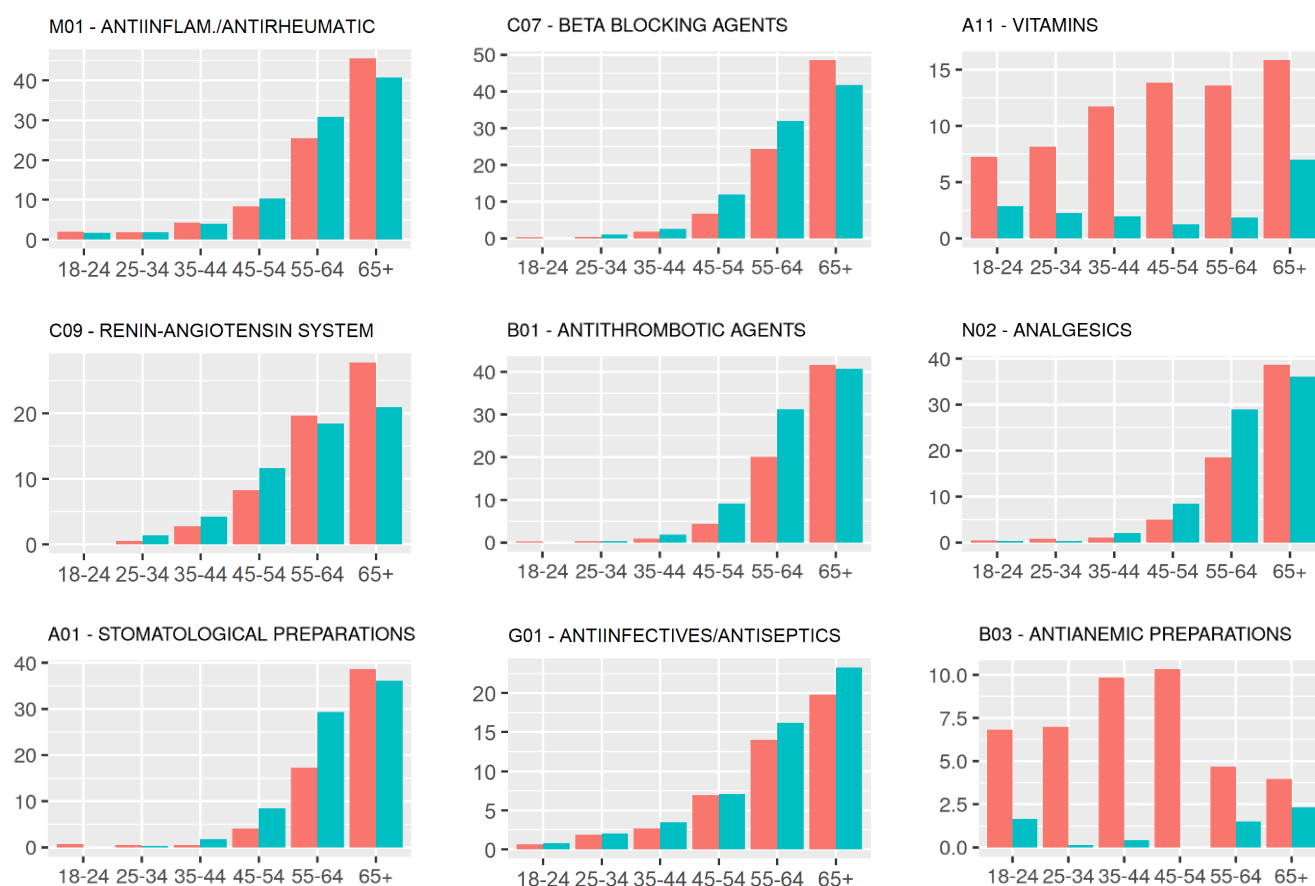 M01 - ANTIINFLAM./ANTIRHEUMATIC
40
30
20
10
0
18-24 25-34 35-44 45-54 55-64 65+
C07 - BETA BLOCKING AGENTS
50
40
30
20
10
0
18-24 25-34 35-44 45-54 55-64 65+
A11 - VITAMINS
15
10
5
0
18-24 25-34 35-44 45-54 55-64 65+
C09 - RENIN-ANGIOTENSIN SYSTEM
20
10
0
18-24 25-34 35-44 45-54 55-64 65+
B01 - ANTITHROMBOTIC AGENTS
40
30
20
10
0
18-24 25-34 35-44 45-54 55-64 65+
N02 - ANALGESICS
40
30
20
10
0
18-24 25-34 35-44 45-54 55-64 65+
A01 - STOMATOLOGICAL PREPARATIONS
40
30
20
10
0
18-24 25-34 35-44 45-54 55-64 65+
G01 - ANTIINFECTIVES/ANTISEPTICS
20
15
10
5
0
18-24 25-34 35-44 45-54 55-64 65+
B03 - ANTIANEMIC PREPARATIONS
10.0
7.5
5.0
2.5
0.0
18-24 25-34 35-44 45-54 55-64 65+